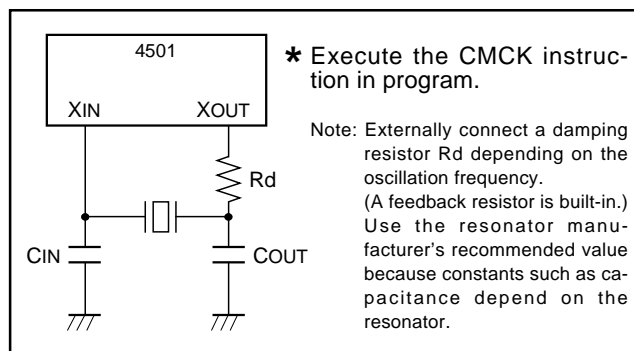 4501
XIN
XOUT
Rd
CIN
COUT
* Execute the CMCK instruc-
tion in program.
Note: Externally connect a damping
resistor Rd depending on the
oscillation frequency.
(A feedback resistor is built-in.)
Use the resonator manu-
facturer's recommended value
because constants such as ca-
pacitance depend on the
resonator.